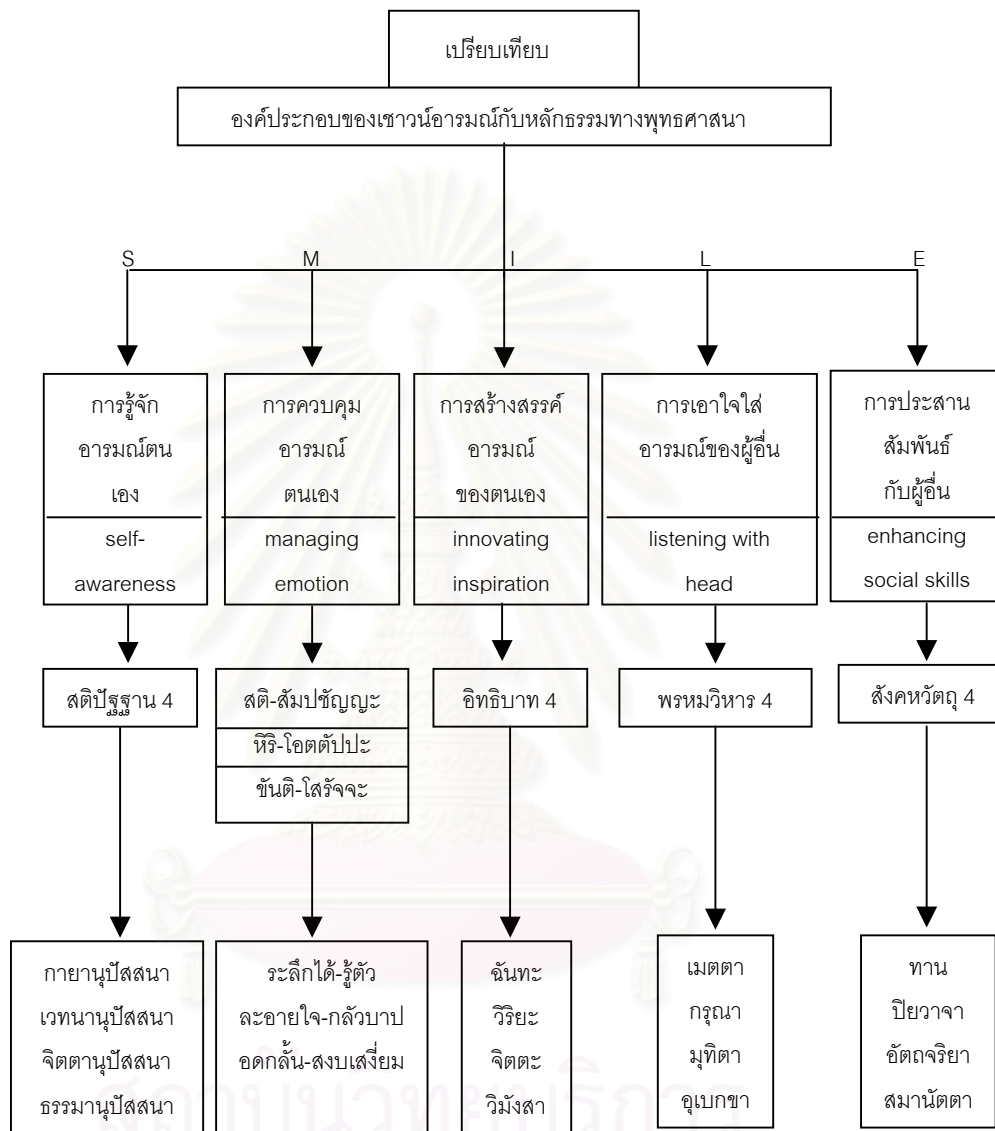 เปรียบเทียบ
องค์ประกอบของเชาวน์อารมณ์กับหลักธรรมทางพุทธศาสนา
S
M
I
L
E
การรู้จัก
อารมณ์ตน
เอง
self-
awareness
การควบคุม
อารมณ์
ตนเอง
managing
emotion
การสร้างสรรค์
อารมณ์
ของตนเอง
innovating
inspiration
การเอาใจใส่
อารมณ์ของผู้อื่น
listening with
head
การประสาน
สัมพันธ์
กับผู้อื่น
enhancing
social skills
สติปัฐฐาน 4
สติ-สัมปชัญญะ
หิริ-โอตตัปปะ
ขันติ-โสรัจจะ
อิทธิบาท 4
พรหมวิหาร 4
สังคหวัตถุ 4
กายานุปัสสนา
เวทนานุปัสสนา
จิตตานุปัสสนา
ธรรมานุปัสสนา
ระลึกได้-รู้ตัว
ละอายใจ-กลัวบาป
อดกลั้น-สงบเสงี่ยม
ฉันทะ
วิริยะ
จิตตะ
วิมังสา
เมตตา
กรุณา
มุทิตา
อุเบกขา
ทาน
ปิยวาจา
อัตถจริยา
สมานัตตา
สถาบันวิทยบริการ